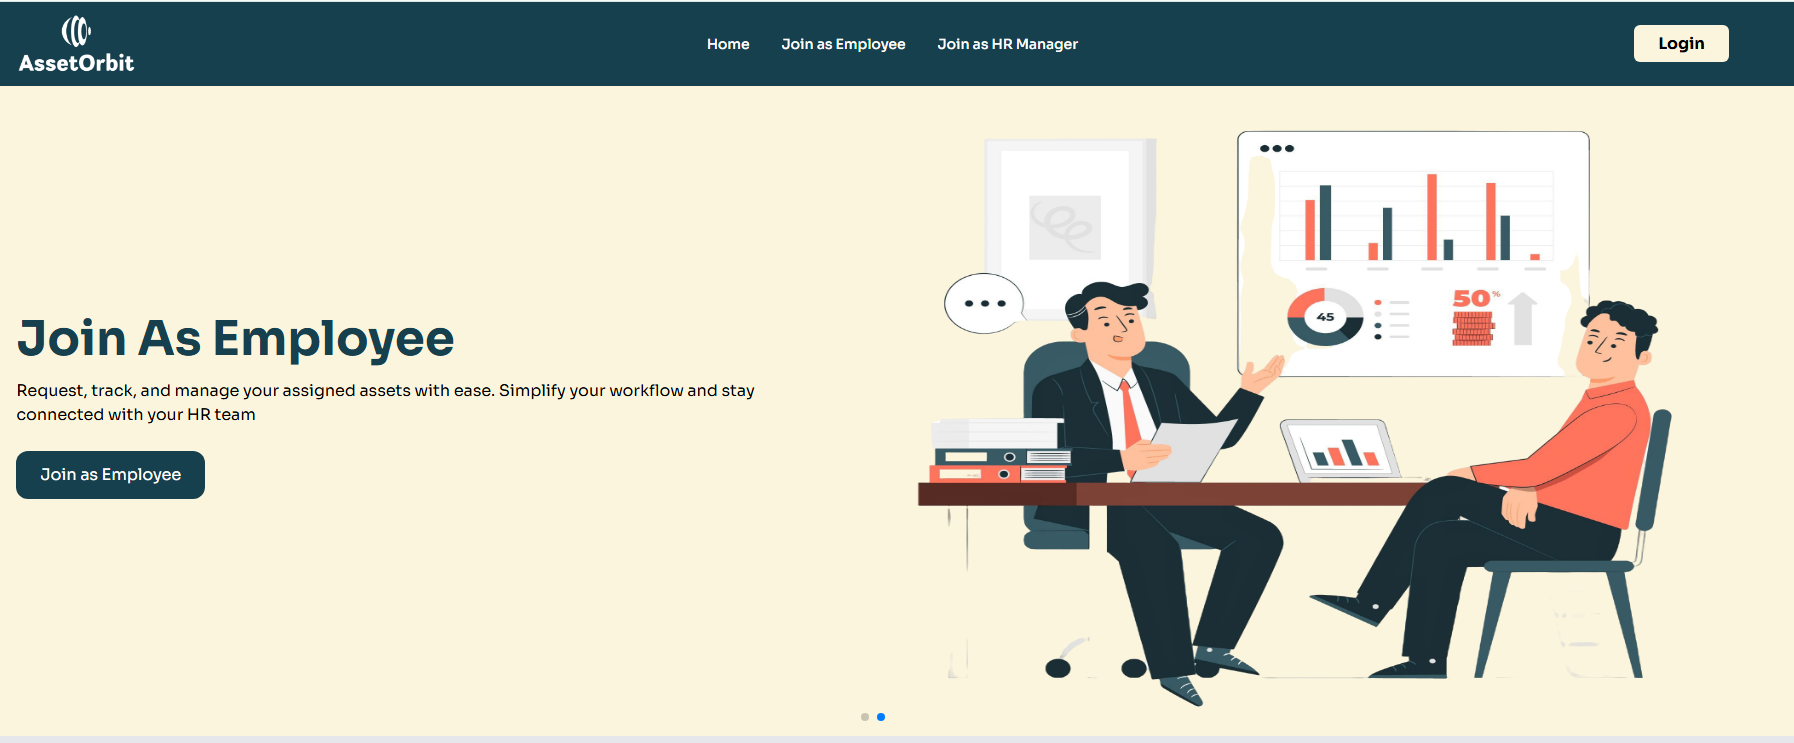 AssetOrbit
Home
Join as Employee
Join as HR Manager
Login
Join As Employee
Request, track, and manage your assigned assets with ease. Simplify your workflow and stay
connected with your HR team
Join as Employee
45
50%